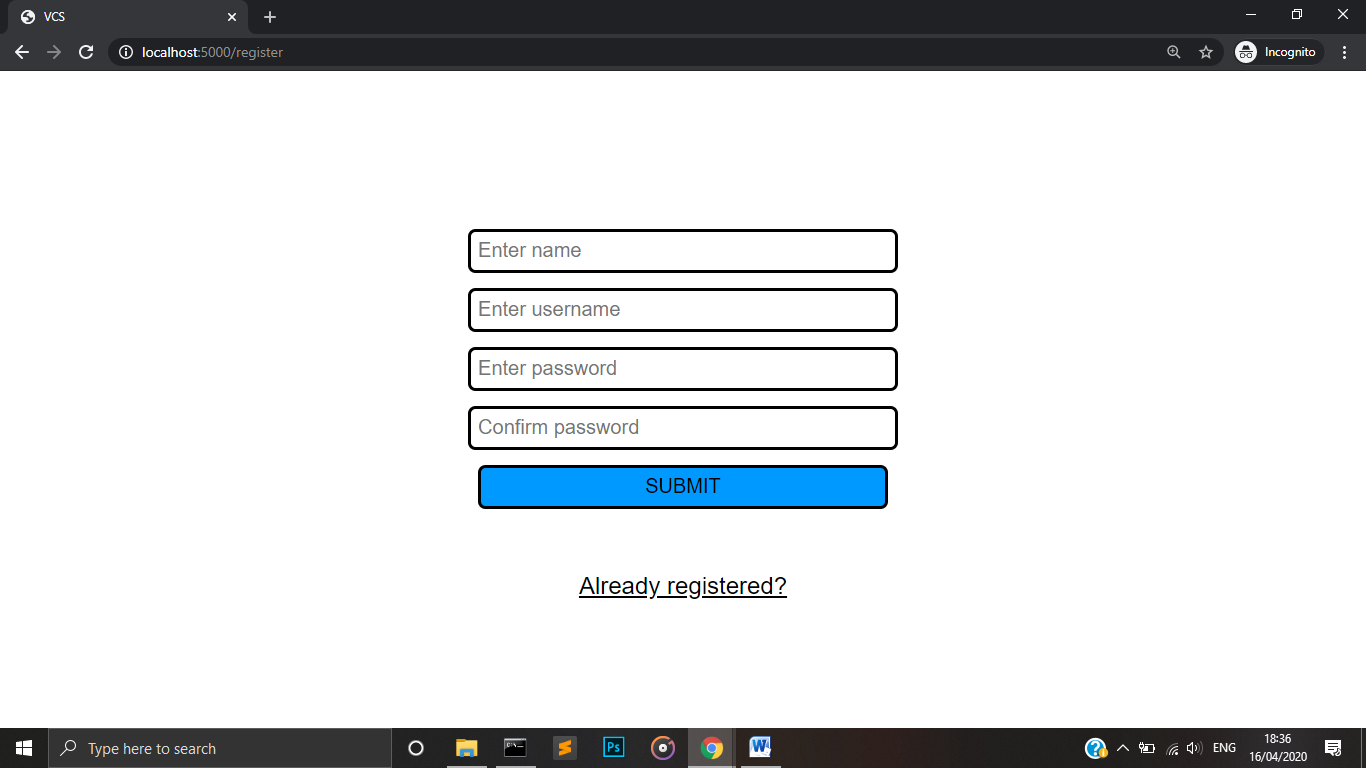 VCS
localhost:5000/register
Incognito
Enter name
Enter username
Enter password
Confirm password
SUBMIT
Already registered?
Type here to search
Ps
W
ENG
18:36
16/04/2020